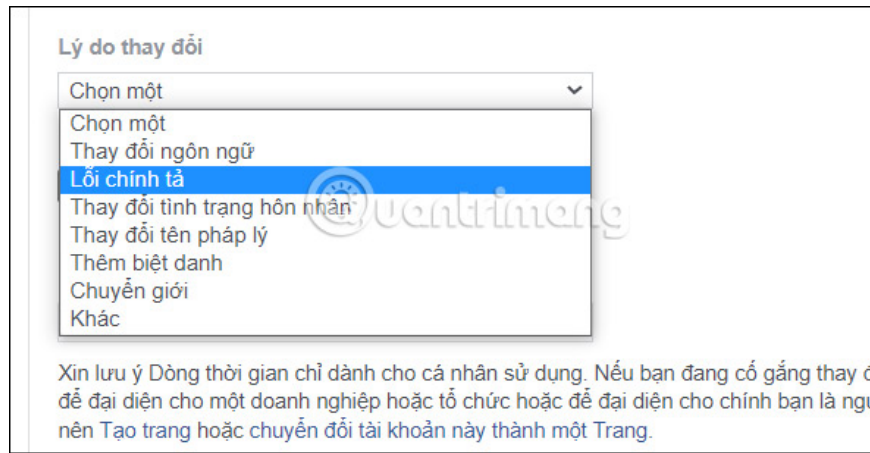 Lý do thay đổi
Chọn một
Chọn một
Thay đổi ngôn ngữ
Lỗi chính tả
Thay đổi tình trạng hôn nhân
Thay đổi tên pháp lý
Thêm biệt danh
Chuyển giới
Khác
Quantrimang
Xin lưu ý Dòng thời gian chỉ dành cho cá nhân sử dụng. Nếu bạn đang cố gắng thay
để đại diện cho một doanh nghiệp hoặc tổ chức hoặc để đại diện cho chính bạn là
nên Tạo trang hoặc chuyển đổi tài khoản này thành một Trang.